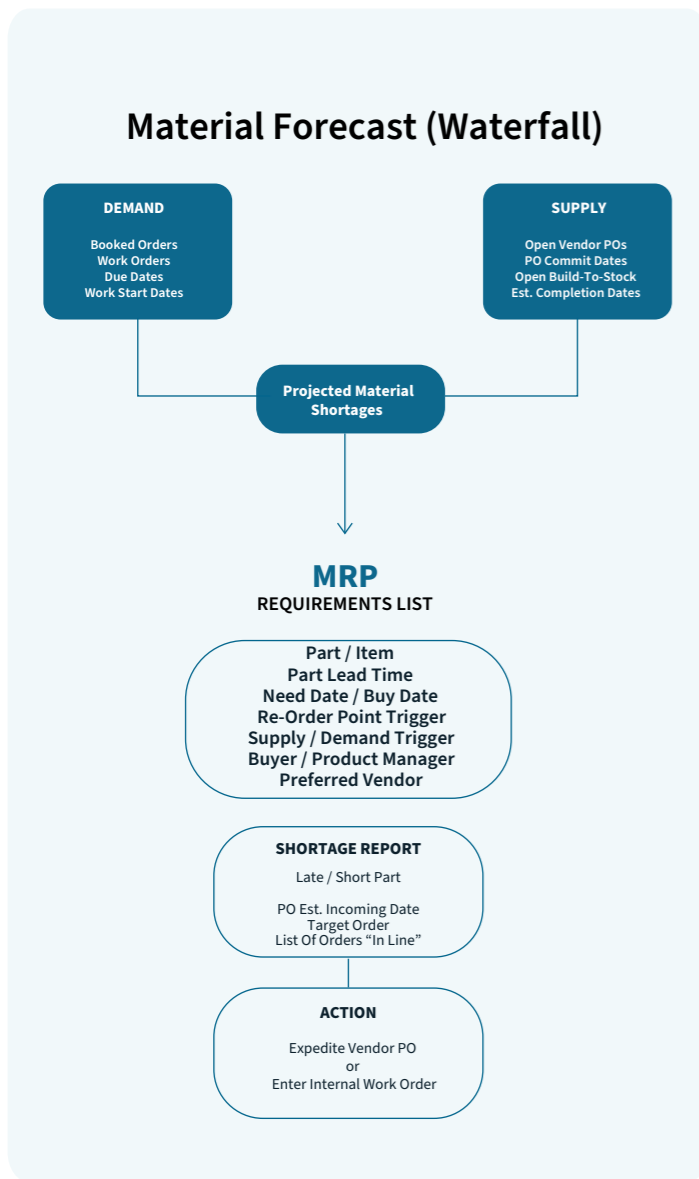 Material Forecast (Waterfall)
DEMAND
Booked Orders
Work Orders
Due Dates
Work Start Dates
SUPPLY
Open Vendor POs
PO Commit Dates
Open Build-To-Stock
Est. Completion Dates
Projected Material
Shortages
MRP
REQUIREMENTS LIST
Part / Item
Part Lead Time
Need Date / Buy Date
Re-Order Point Trigger
Supply / Demand Trigger
Buyer / Product Manager
Preferred Vendor
SHORTAGE REPORT
Late / Short Part
PO Est. Incoming Date
Target Order
List Of Orders “In Line”
ACTION
Expedite Vendor PO
or
Enter Internal Work Order